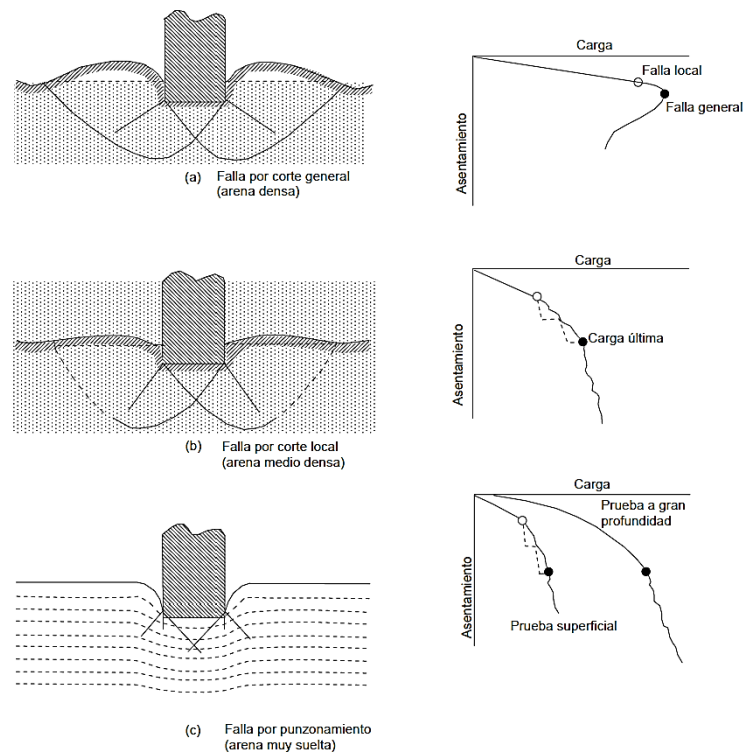 Carga
Asentamiento
Falla local
Falla general
(a) Falla por corte general
(arena densa)
Carga
Asentamiento
Carga última
(b) Falla por corte local
(arena medio densa)
Carga
Asentamiento
Prueba a gran
profundidad
Prueba superficial
(c) Falla por punzonamiento
(arena muy suelta)